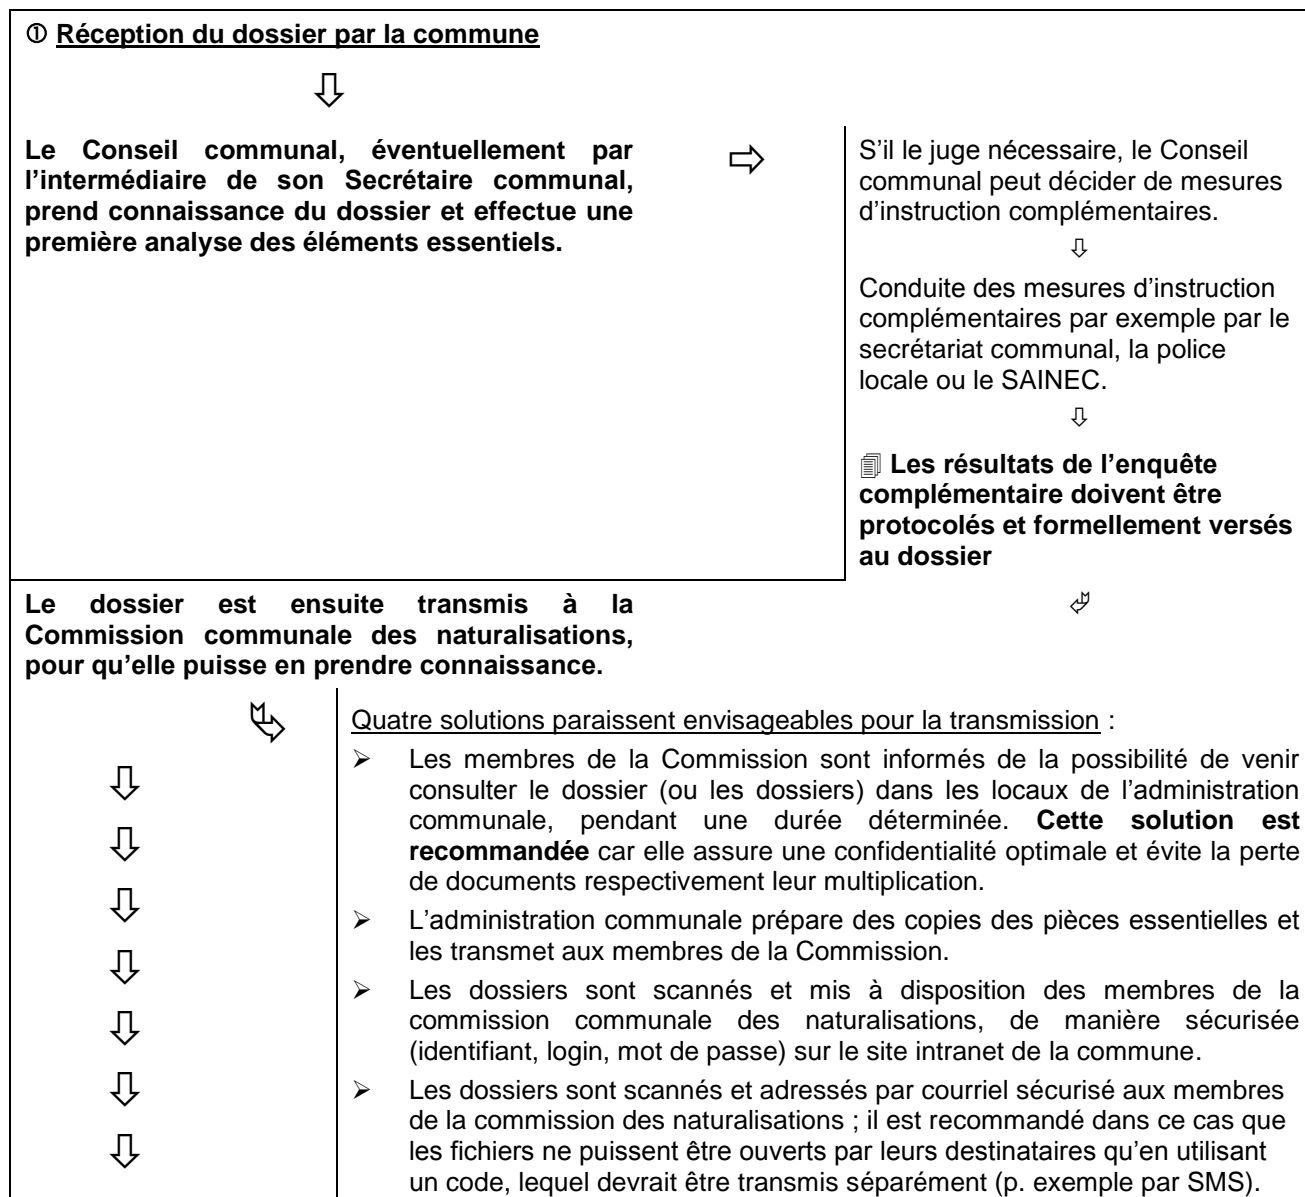 ① Réception du dossier par la commune
⇩
Le Conseil communal, éventuellement par
l’intermédiaire de son Secrétaire communal,
prend connaissance du dossier et effectue une
première analyse des éléments essentiels.
⇨
S'il le juge nécessaire, le Conseil
communal peut décider de mesures
d’instruction complémentaires.
⇩
Conduite des mesures d’instruction
complémentaires par exemple par le
secrétariat communal, la police
locale ou le SAINEC.
⇩
Les résultats de l’enquête
complémentaire doivent être
protocolés et formellement versés
au dossier
Le dossier est ensuite transmis à la
Commission communale des naturalisations,
pour qu’elle puisse en prendre connaissance.
Quatre solutions paraissent envisageables pour la transmission :
➢ Les membres de la Commission sont informés de la possibilité de venir
consulter le dossier (ou les dossiers) dans les locaux de l’administration
communale, pendant une durée déterminée. Cette solution est
recommandée car elle assure une confidentialité optimale et évite la perte
de documents respectivement leur multiplication.
➢ L’administration communale prépare des copies des pièces essentielles et
les transmet aux membres de la Commission.
➢ Les dossiers sont scannés et mis à disposition des membres de la
commission communale des naturalisations, de manière sécurisée
(identifiant, login, mot de passe) sur le site intranet de la commune.
➢ Les dossiers sont scannés et adressés par courriel sécurisé aux membres
de la commission des naturalisations ; il est recommandé dans ce cas que
les fichiers ne puissent être ouverts par leurs destinataires qu’en utilisant
un code, lequel devrait être transmis séparément (p. exemple par SMS).